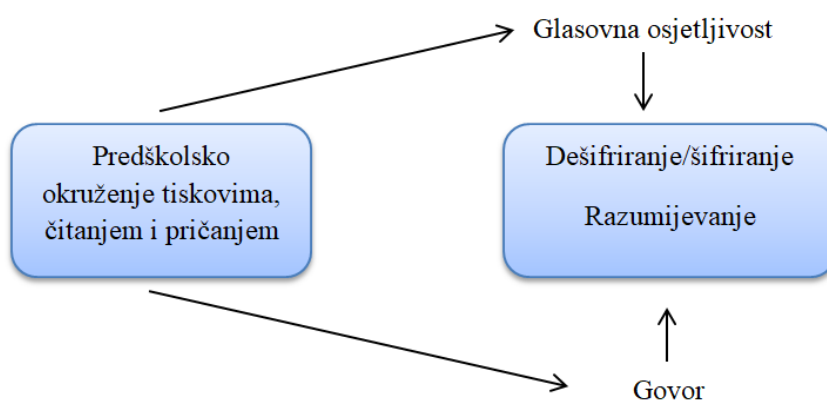 Glasovna osjetljivost
Predškolsko
okruženje tiskovima,
čitanjem i pričanjem
Dešifriranje/šifriranje
Razumijevanje
Govor